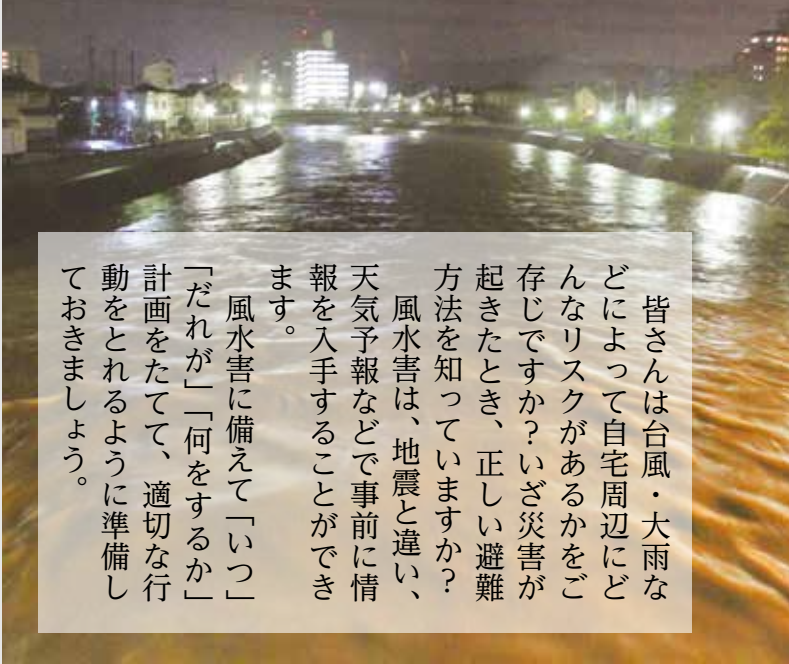 皆さんは台風・大雨な
どによって自宅周辺にど
んなリスクがあるかをご
存じですか？いざ災害が
起きたとき、正しい避難
方法を知っていますか？
風水害は、地震と違い、
天気予報などで事前に情
報を入手することができ
ます。
風水害に備えて「いつ」
「だれが」「何をするか」
計画をたてて、適切な行
動をとれるように準備し
ておきましょう。